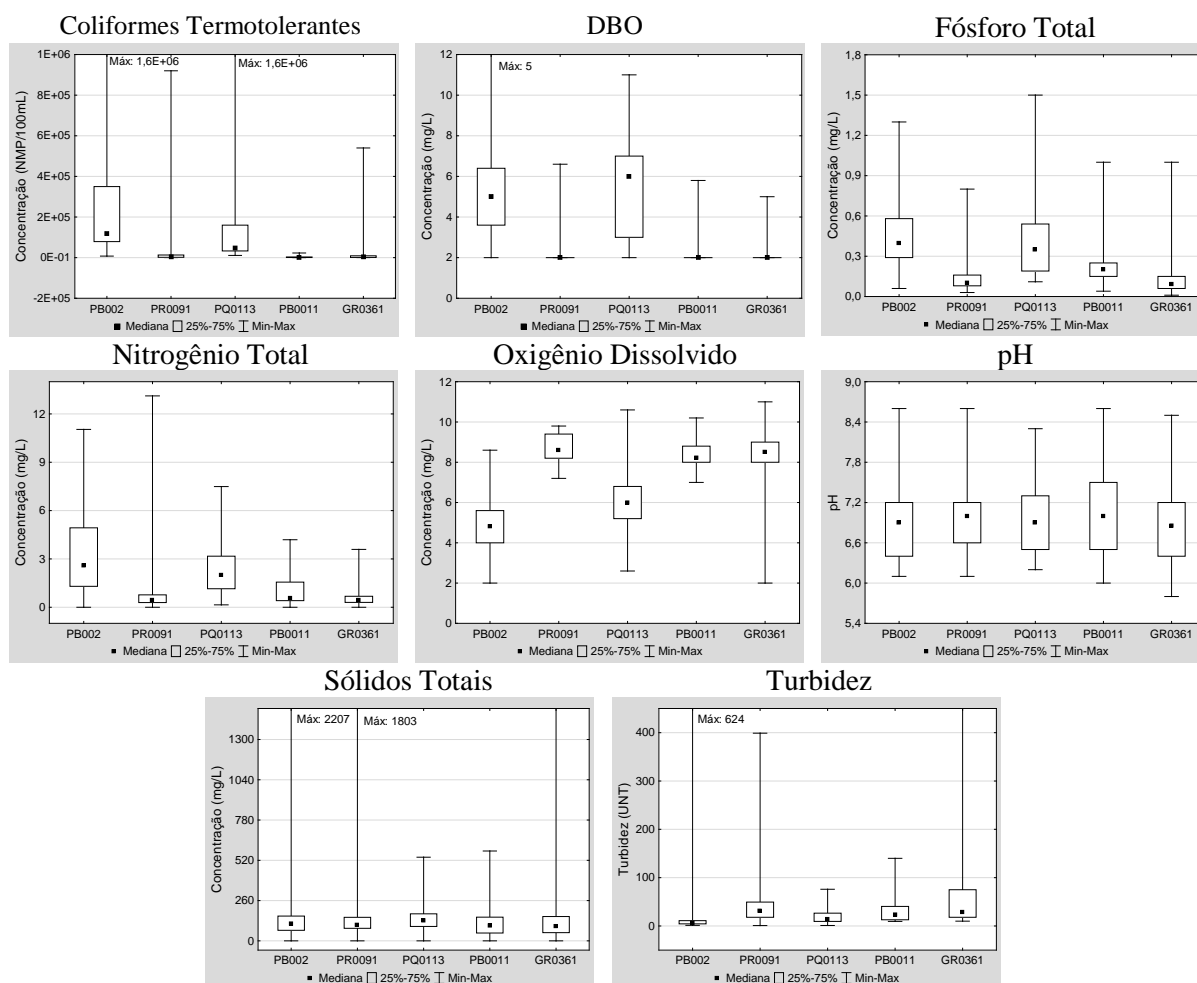 Coliformes Termotolerantes
Concentração (NMP/100mL)
1E+06
8E+05
6E+05
4E+05
2E+05
0E-01
-2E+05
Máx: 1,6E+06
Máx: 1,6E+06
PB002 PR0091 PQ0113 PB0011 GR0361
Mediana 25%-75% Min-Max
DBO
Concentração (mg/L)
12
10
8
6
4
2
0
Máx: 5
PB002 PR0091 PQ0113 PB0011 GR0361
Mediana 25%-75% Min-Max
Fósforo Total
Concentração (mg/L)
1,8
1,5
1,2
0,9
0,6
0,3
0,0
PB002 PR0091 PQ0113 PB0011 GR0361
Mediana 25%-75% Min-Max
Nitrogênio Total
Concentração (mg/L)
12
9
6
3
0
PB002 PR0091 PQ0113 PB0011 GR0361
Mediana 25%-75% Min-Max
Oxigênio Dissolvido
Concentração (mg/L)
12
10
8
6
4
2
0
PB002 PR0091 PQ0113 PB0011 GR0361
Mediana 25%-75% Min-Max
pH
pH
9,0
8,4
7,8
7,2
6,6
6,0
5,4
PB002 PR0091 PQ0113 PB0011 GR0361
Mediana 25%-75% Min-Max
Sólidos Totais
Concentração (mg/L)
1300
1040
780
520
260
0
Máx: 2207
Máx: 1803
PB002 PR0091 PQ0113 PB0011 GR0361
Mediana 25%-75% Min-Max
Turbidez
Turbidez (UNT)
400
300
200
100
0
Máx: 624
PB002 PR0091 PQ0113 PB0011 GR0361
Mediana 25%-75% Min-Max